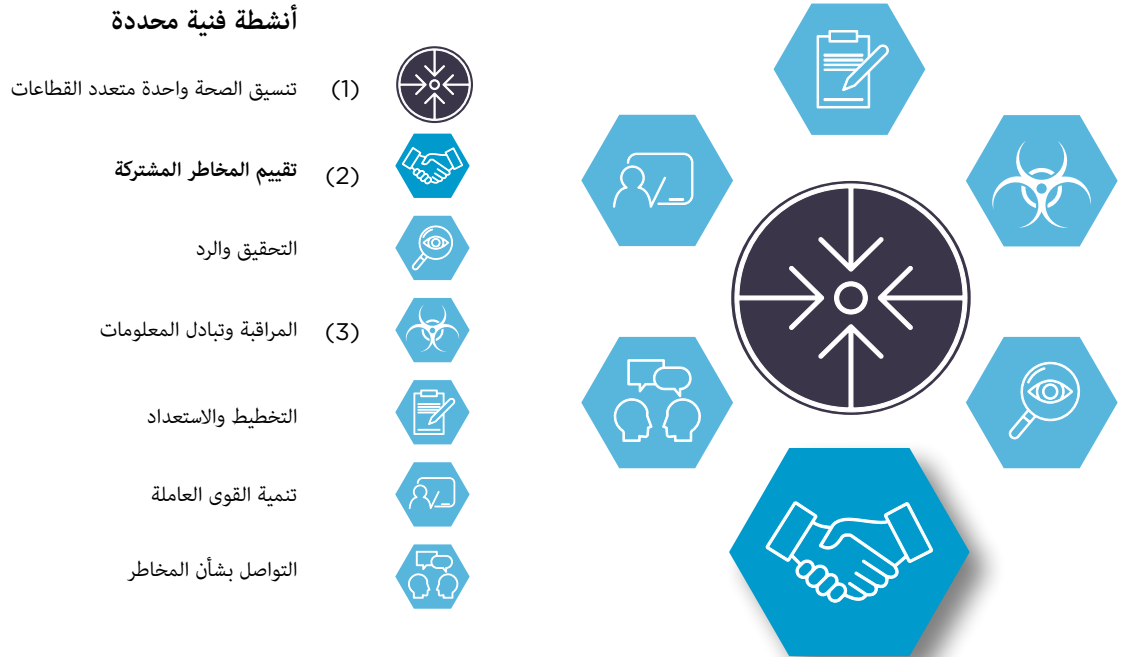 أنشطة فنية محددة
(1) تنسيق الصحة واحدة متعدد القطاعات
(2) تقييم المخاطر المشتركة
التحقيق والرد
(3) المراقبة وتبادل المعلومات
التخطيط والاستعداد
تنمية القوى العاملة
التواصل بشأن المخاطر